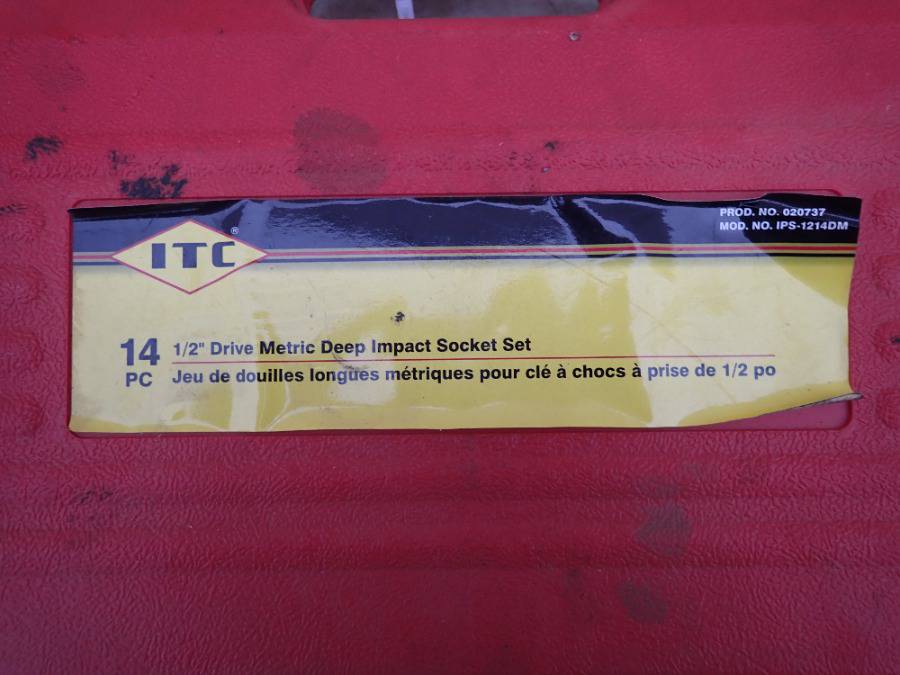 PROD. NO. 020737
MOD. NO. IPS-1214DM
ITC®
14 PC
1/2" Drive Metric Deep Impact Socket Set
Jeu de douilles longues métriques pour clé à chocs à prise de 1/2 po